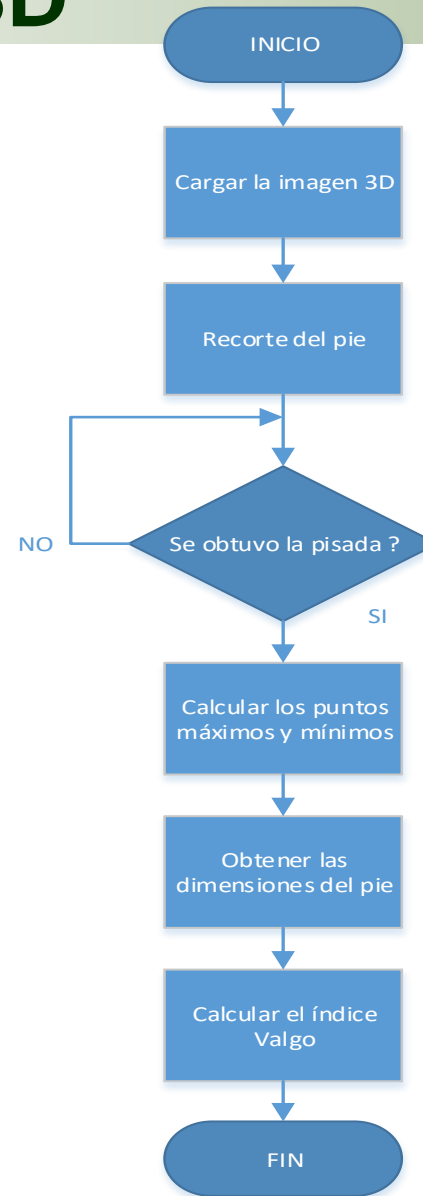 3D
INICIO
Cargar la imagen 3D
Recorte del pie
Se obtuvo la pisada ?
NO
SI
Calcular los puntos
máximos y mínimos
Obtener las
dimensiones del pie
Calcular el índice
Valgo
FIN